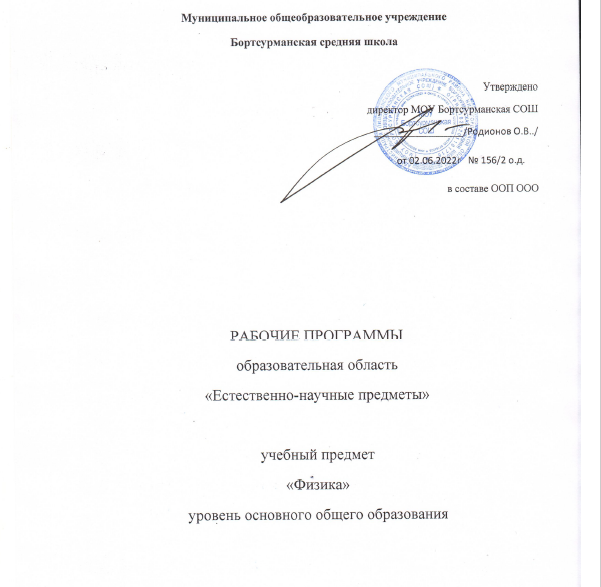 Муниципальное общеобразовательное учреждение
Бортсурманская средняя школа
Утверждено
директор МОУ Бортсурманская СОШ
/Родионов О.В../
от 02.06.2022г № 156/2 о.д.
в составе ООП ООО
РАБОЧИЕ ПРОГРАММЫ
образовательная область
«Естественно-научные предметы»
учебный предмет
«Физика»
уровень основного общего образования